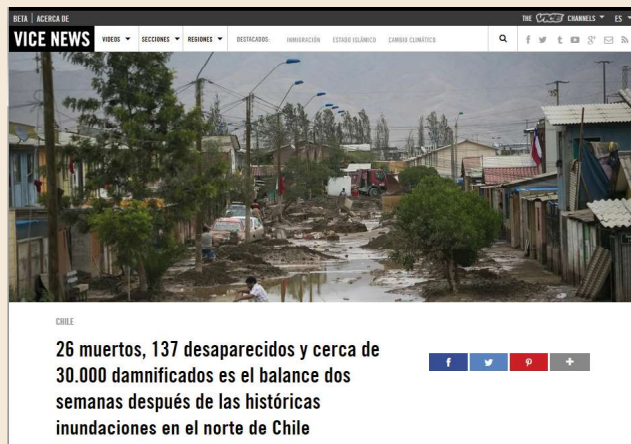 BETA | ACERCA DE
THE VICE CHANNELS ES
VICE NEWS VIDEOS SECCIONES REGIONES DESTACADOS: INMIGRACIÓN ESTADO ISLÁMICO CAMBIO CLIMÁTICO
CHILE
26 muertos, 137 desaparecidos y cerca de
30.000 damnificados es el balance dos
semanas después de las históricas
inundaciones en el norte de Chile